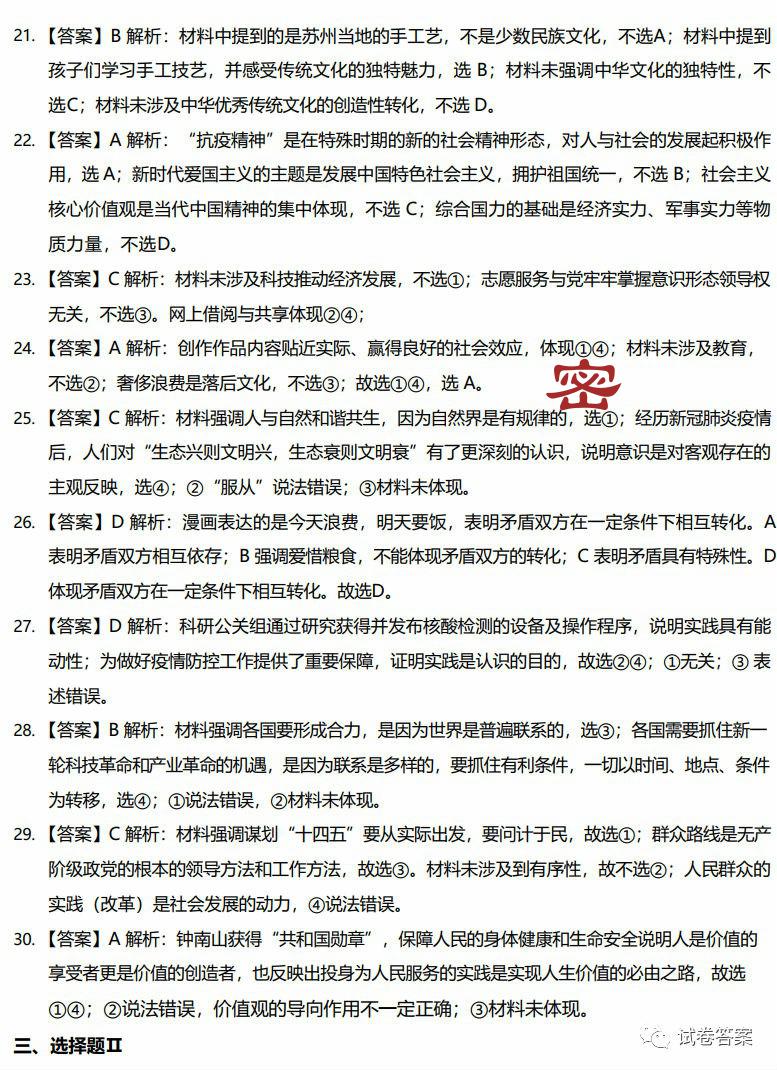 21. 【答案】B 解析：材料中提到的是苏州当地的手工艺，不是少数民族文化，不选A；材料中提到
孩子们学习手工技艺，并感受传统文化的独特魅力，选 B；材料未强调中华文化的独特性，不
选C；材料未涉及中华优秀传统文化的创造性转化，不选 D。
22. 【答案】A 解析：“抗疫精神”是在特殊时期的新的社会精神形态，对人与社会的发展起积极作
用，选 A；新时代爱国主义的主题是发展中国特色社会主义，拥护祖国统一，不选 B；社会主义
核心价值观是当代中国精神的集中体现，不选 C；综合国力的基础是经济实力、军事实力等物
质力量，不选D。
23. 【答案】C 解析：材料未涉及科技推动经济发展，不选①；志愿服务与党牢牢掌握意识形态领导权
无关，不选③。网上借阅与共享体现②④；
24. 【答案】A 解析：创作作品内容贴近实际、赢得良好的社会效应，体现①④；材料未涉及教育，
不选②；奢侈浪费是落后文化，不选③；故选①④，选 A。
密
25. 【答案】C 解析：材料强调人与自然和谐共生，因为自然界是有规律的，选①；经历新冠肺炎疫情
后，人们对“生态兴则文明兴，生态衰则文明衰”有了更深刻的认识，说明意识是对客观存在的
主观反映，选④；②“服从”说法错误；③材料未体现。
26. 【答案】D 解析：漫画表达的是今天浪费，明天要饭，表明矛盾双方在一定条件下相互转化。A
表明矛盾双方相互依存；B 强调爱惜粮食，不能体现矛盾双方的转化；C 表明矛盾具有特殊性。D
体现矛盾双方在一定条件下相互转化。故选D。
27. 【答案】D 解析：科研公关组通过研究获得并发布核酸检测的设备及操作程序，说明实践具有能
动性；为做好疫情防控工作提供了重要保障，证明实践是认识的目的，故选②④；①无关；③ 表
述错误。
28. 【答案】B 解析：材料强调各国要形成合力，是因为世界是普遍联系的，选③；各国需要抓住新一
轮科技革命和产业革命的机遇，是因为联系是多样的，要抓住有利条件，一切以时间、地点、条件
为转移，选④；①说法错误，②材料未体现。
29. 【答案】C 解析：材料强调谋划“十四五”要从实际出发，要问计于民，故选①；群众路线是无产
阶级政党的根本的领导方法和工作方法，故选③。材料未涉及到有序性，故不选②；人民群众的
实践（改革）是社会发展的动力，④说法错误。
30. 【答案】A 解析：钟南山获得“共和国勋章”，保障人民的身体健康和生命安全说明人是价值的
享受者更是价值的创造者，也反映出投身为人民服务的实践是实现人生价值的必由之路，故选
①④；②说法错误，价值观的导向作用不一定正确；③材料未体现。
三、选择题Ⅱ
试卷答案